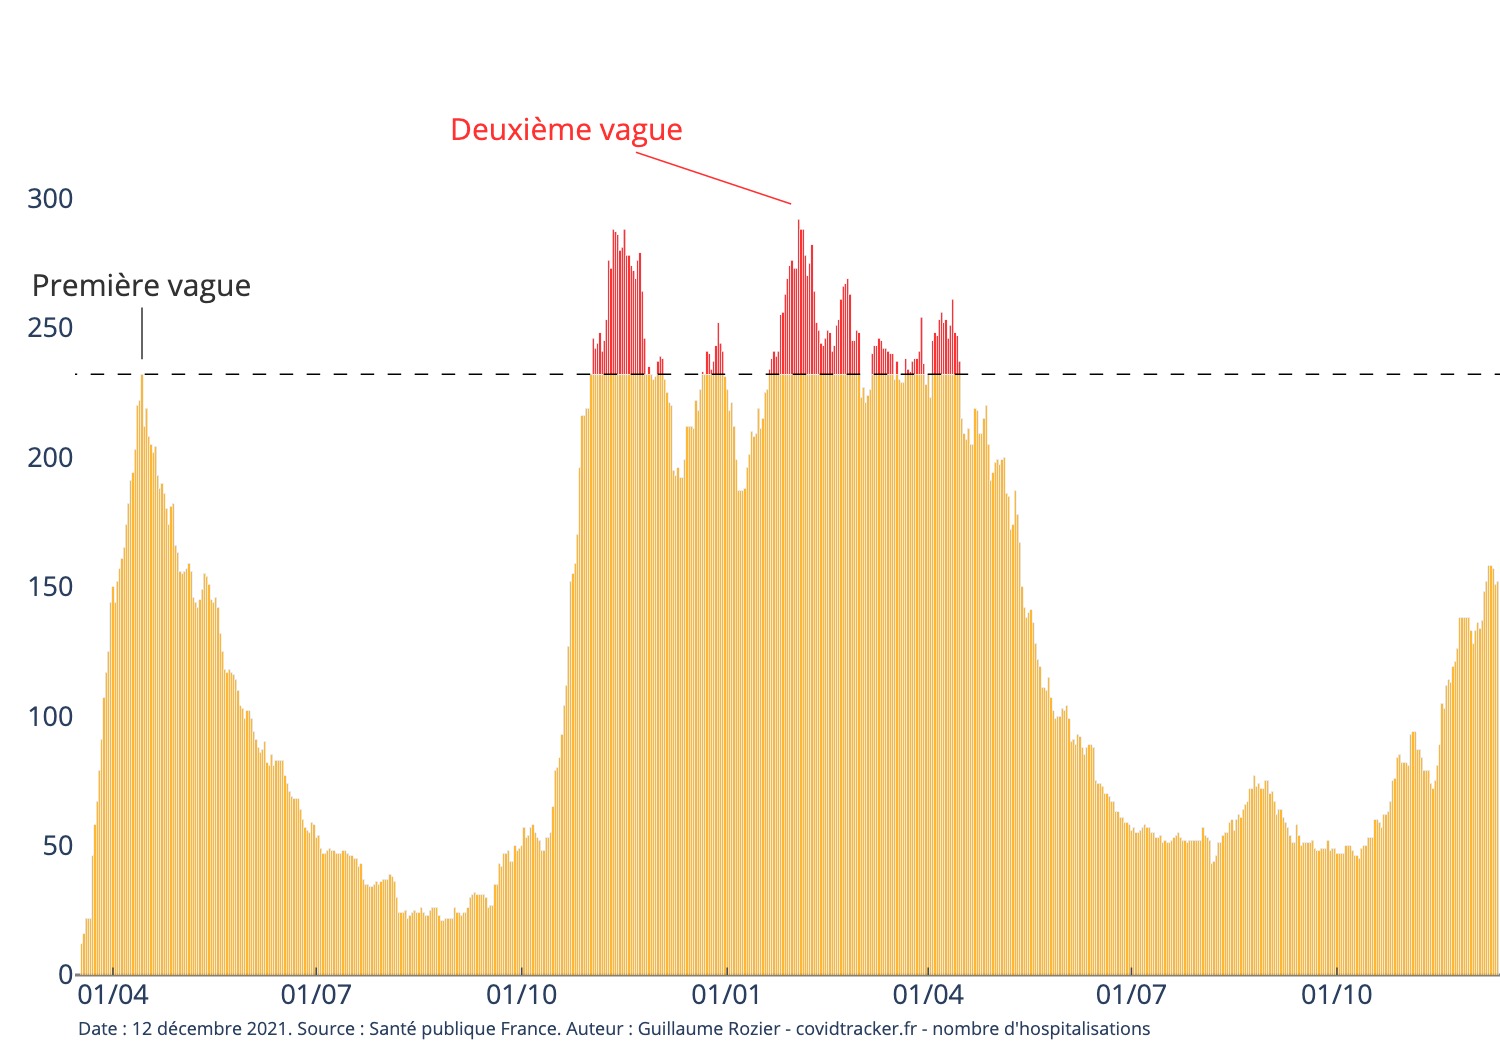 Deuxième vague
300
Première vague
250
200
150
100
50
0
01/04 01/07 01/10 01/01 01/04 01/07 01/10
Date : 12 décembre 2021. Source : Santé publique France. Auteur : Guillaume Rozier - covidtracker.fr - nombre d'hospitalisations